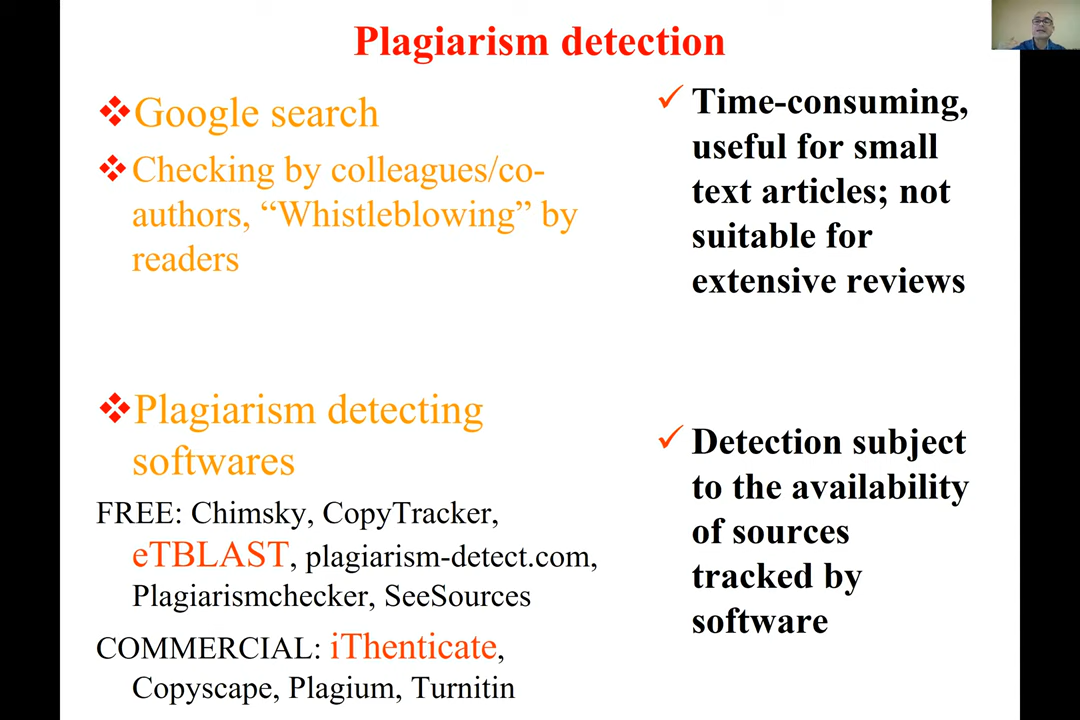 Plagiarism detection
Google search
Checking by colleagues/co-
authors, “Whistleblowing” by
readers
Time-consuming,
useful for small
text articles; not
suitable for
extensive reviews
Plagiarism detecting
softwares
FREE: Chimsky, CopyTracker,
eTBLAST, plagiarism-detect.com,
Plagiarismchecker, SeeSources
COMMERCIAL: iThenticate,
Copyscape, Plagium, Turnitin
Detection subject
to the availability
of sources
tracked by
software